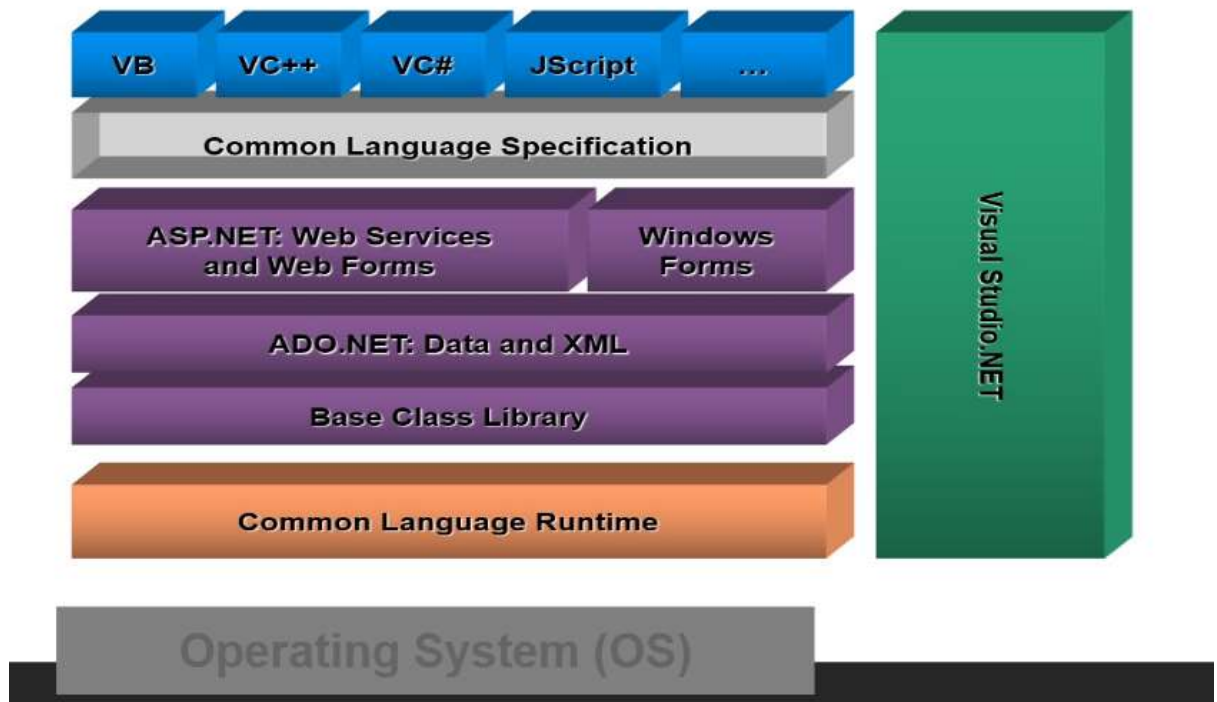 VB
VC++
VC#
JScript
...
Common Language Specification
ASP.NET: Web Services
and Web Forms
Windows
Forms
ADO.NET: Data and XML
Base Class Library
Common Language Runtime
Visual Studio.NET
Operating System (OS)